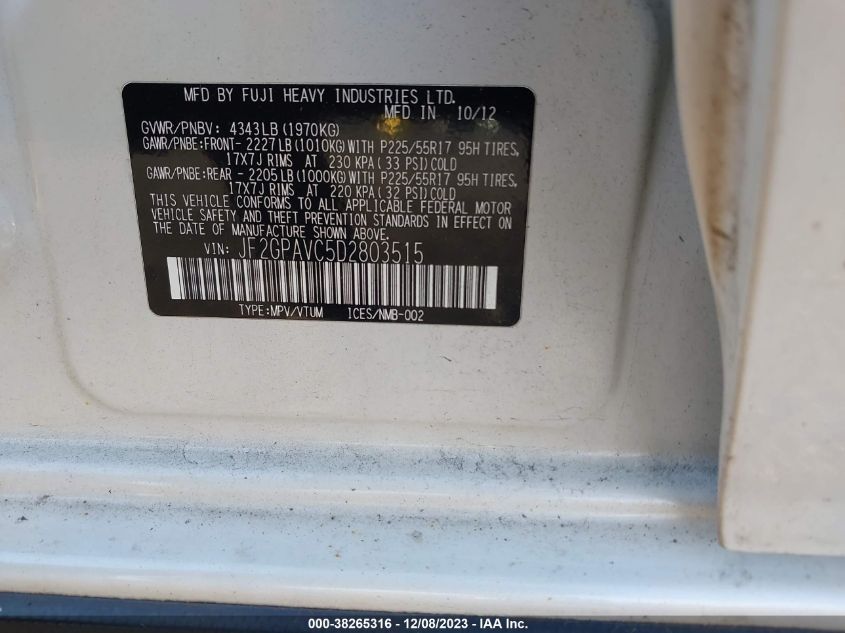 MFD BY FUJI HEAVY INDUSTRIES LTD.
MFD IN 10/12
GVWR/PNBV: 4343LB(1970KG)
GAWR/PNBE:FRONT- 2227LB(1010KG)WITH P225/55R17 95H TIRES,
17X7J RIMS AT 230 KPA(33 PSI)COLD
GAWR/PNBE:REAR - 2205LB(1000KG)WITH P225/55R17 95H TIRES,
17X7J RIMS AT 220 KPA(32 PSI)COLD
THIS VEHICLE CONFORMS TO ALL APPLICABLE FEDERAL MOTOR
VEHICLE SAFETY AND THEFT PREVENTION STANDARDS IN EFFECT ON
THE DATE OF MANUFACTURE SHOWN ABOVE.
VIN: JF2GPAVC5D2803515
TYPE:MPV/VTUM ICES/NMB-002
000-38265316 - 12/08/2023 - IAA Inc.